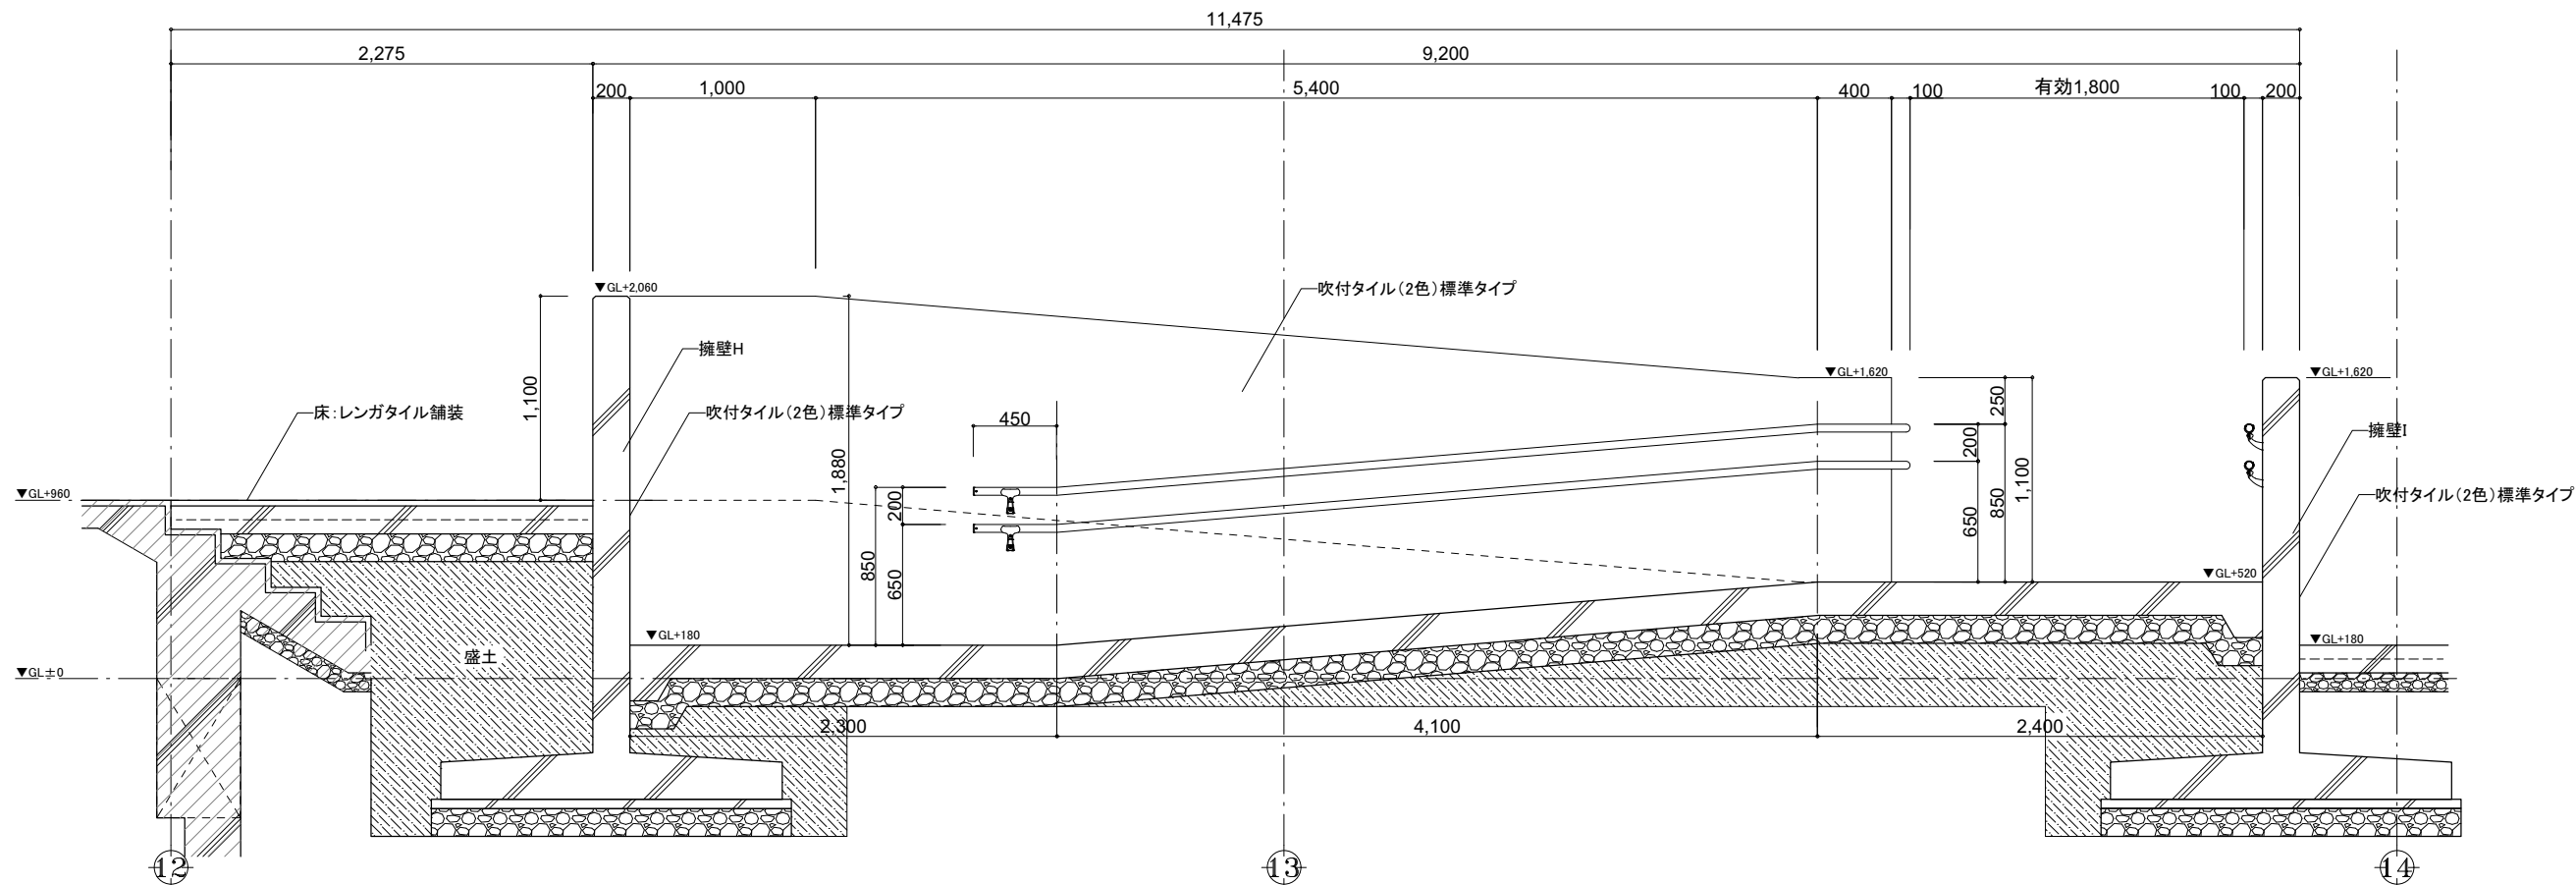 11,475
2,275
9,200
200
1,000
5,400
400
100
有効1,800
100
200
▼GL+2,060
吹付タイル(2色)標準タイプ
擁壁H
▼GL+1,620
▼GL+1,620
1,100
床:レンガタイル舗装
吹付タイル(2色)標準タイプ
450
1,880
250
200
850
1,100
650
擁壁I
吹付タイル(2色)標準タイプ
▼GL+960
200
850
650
▼GL+520
▼GL+180
▼GL+180
盛土
▼GL±0
2,300
4,100
2,400
12
13
14